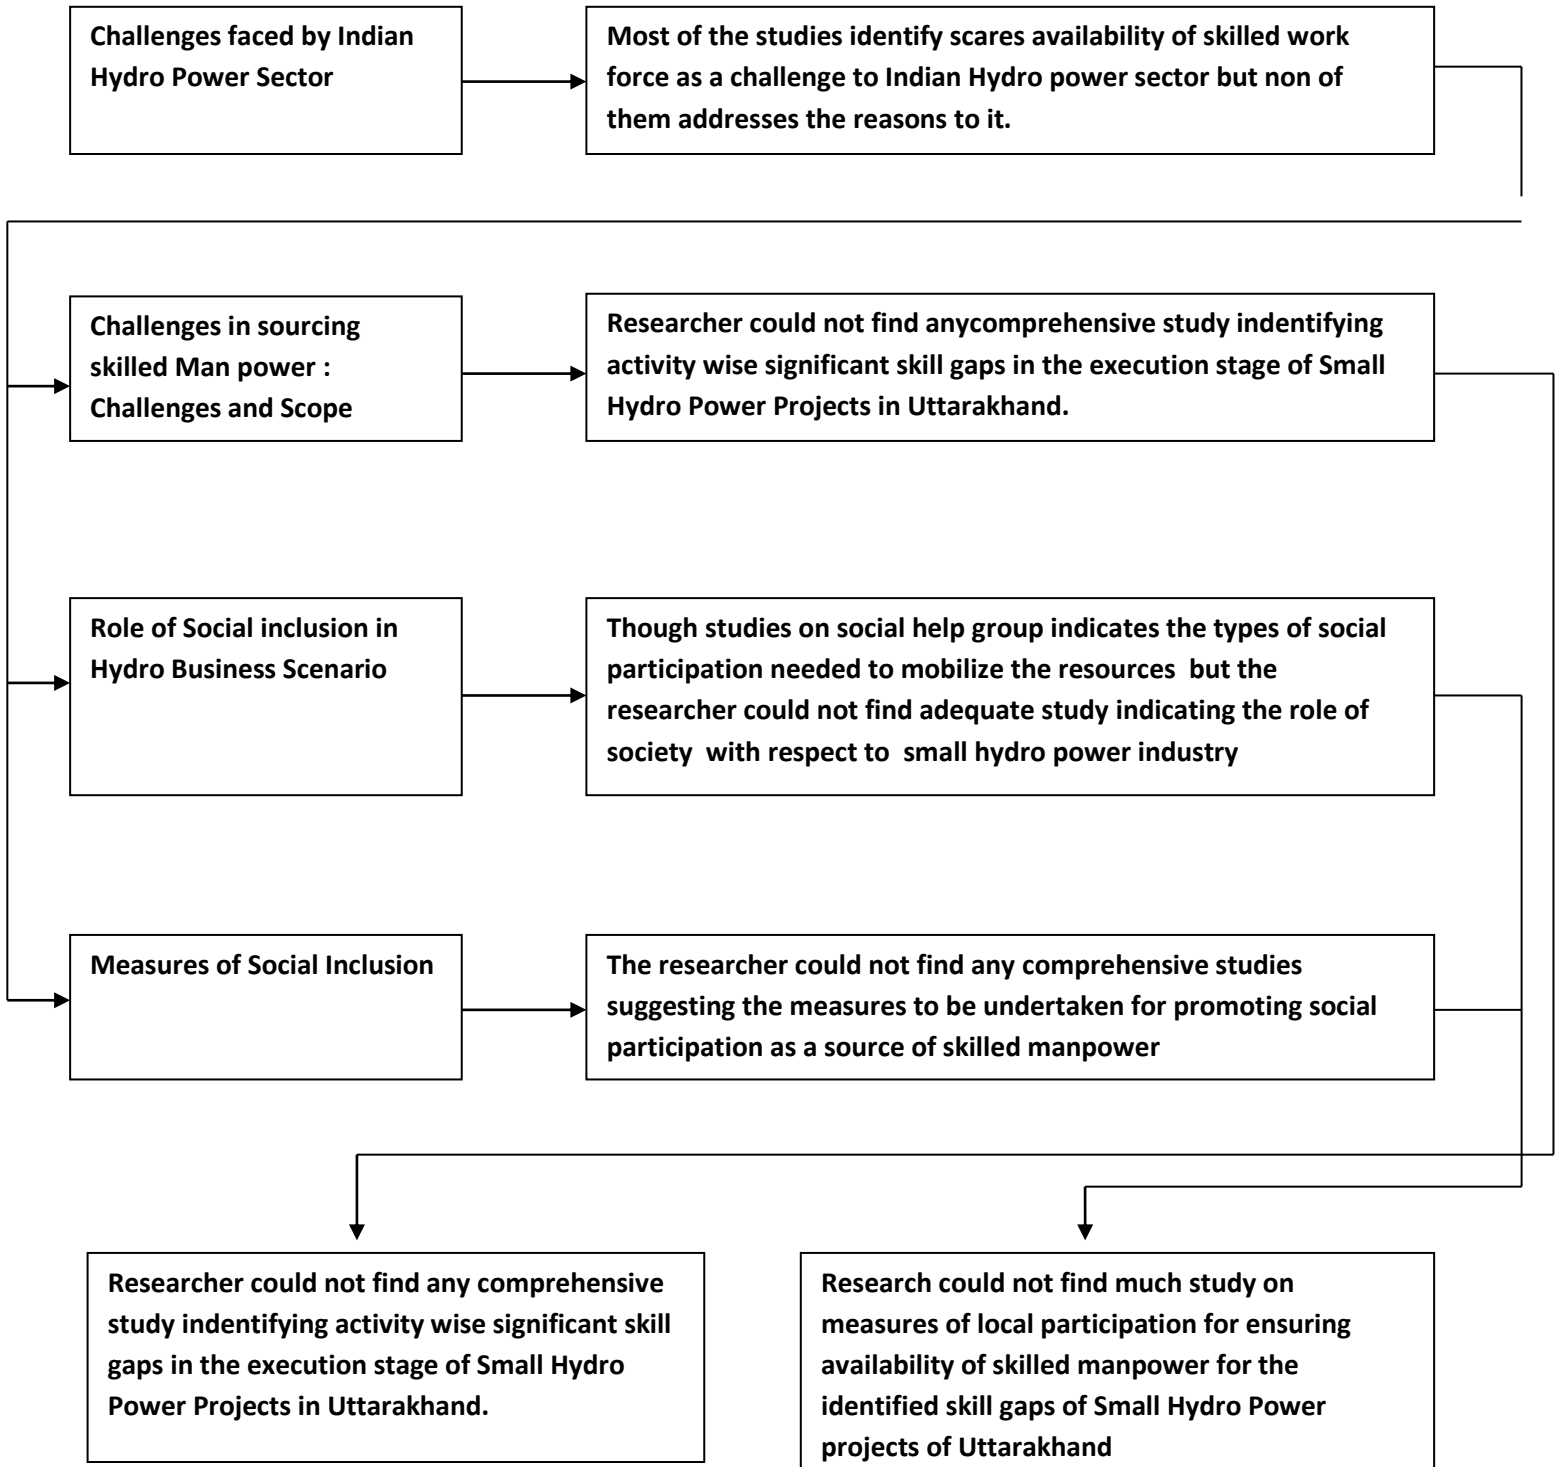 Challenges faced by Indian
Hydro Power Sector
Most of the studies identify scares availability of skilled work
force as a challenge to Indian Hydro power sector but non of
them addresses the reasons to it.
Challenges in sourcing
skilled Man power :
Challenges and Scope
Researcher could not find anycomprehensive study indentifying
activity wise significant skill gaps in the execution stage of Small
Hydro Power Projects in Uttarakhand.
Role of Social inclusion in
Hydro Business Scenario
Though studies on social help group indicates the types of social
participation needed to mobilize the resources  but the
researcher could not find adequate study indicating the role of
society  with respect to  small hydro power industry
Measures of Social Inclusion
The researcher could not find any comprehensive studies
suggesting the measures to be undertaken for promoting social
participation as a source of skilled manpower
Researcher could not find any comprehensive
study indentifying activity wise significant skill
gaps in the execution stage of Small Hydro
Power Projects in Uttarakhand.
Research could not find much study on
measures of local participation for ensuring
availability of skilled manpower for the
identified skill gaps of Small Hydro Power
projects of Uttarakhand